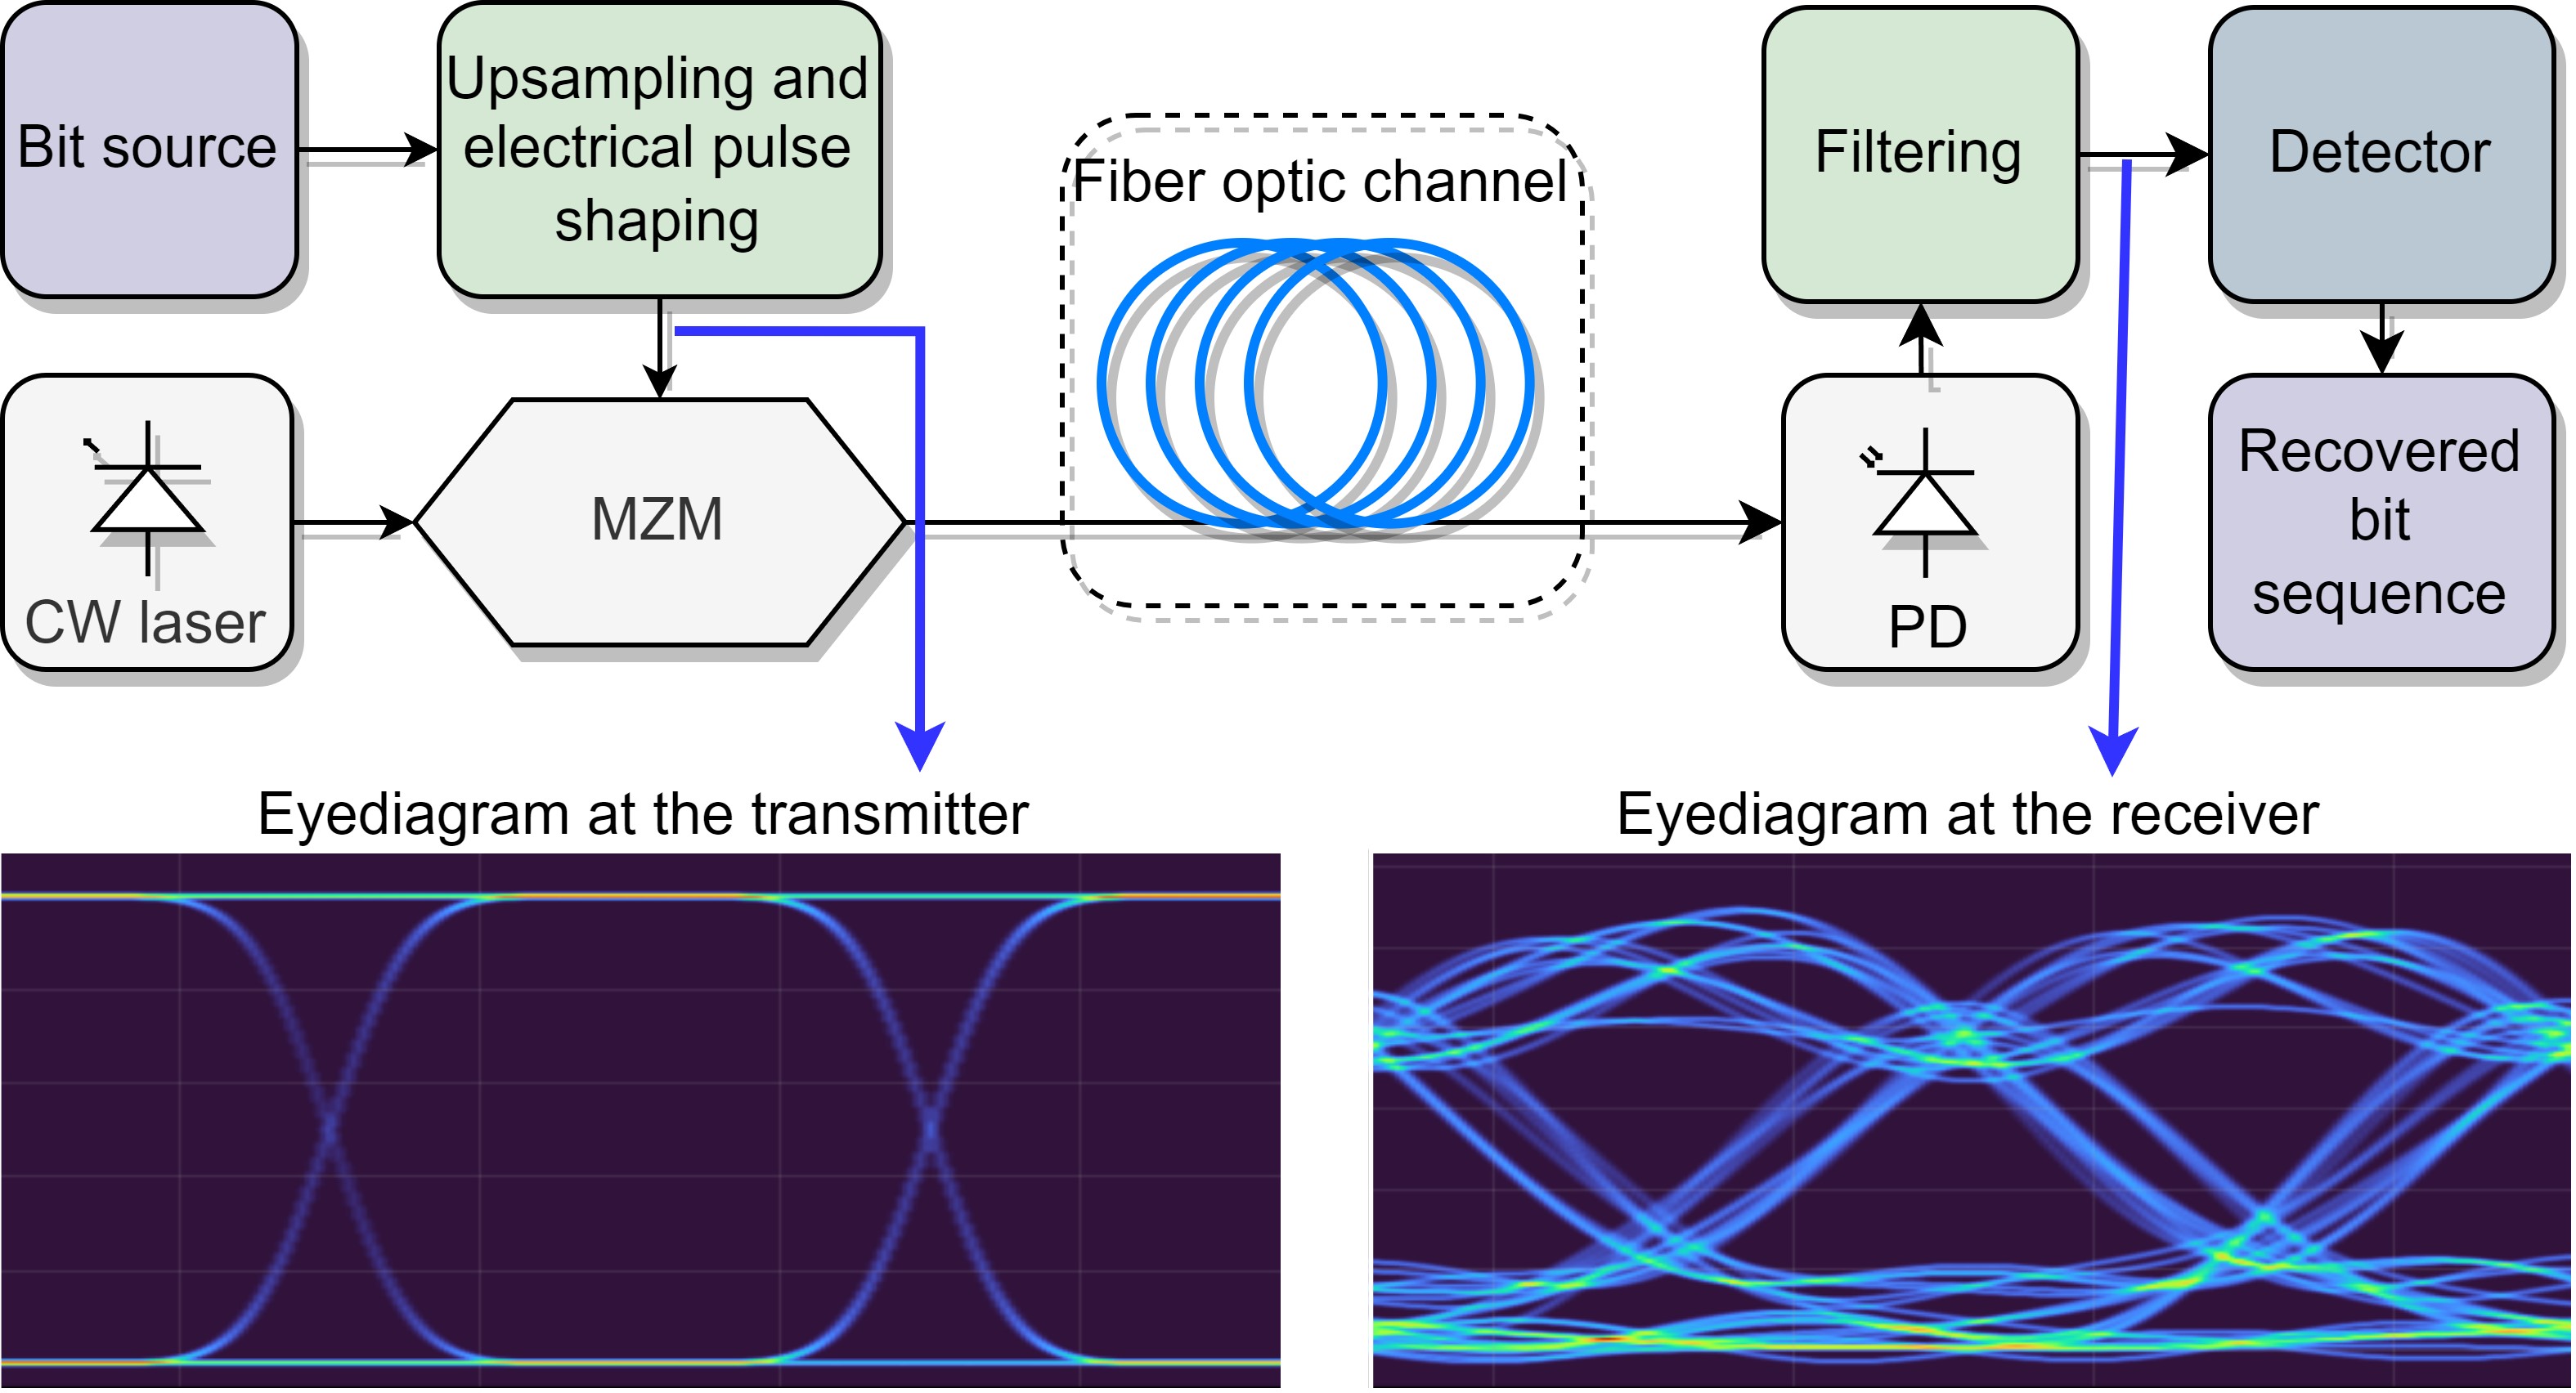 Bit source
Upsampling and
electrical pulse
shaping
Fiber optic channel
Filtering
Detector
CW laser
MZM
PD
Recovered
bit
sequence
Eyediagram at the transmitter
Eyediagram at the receiver